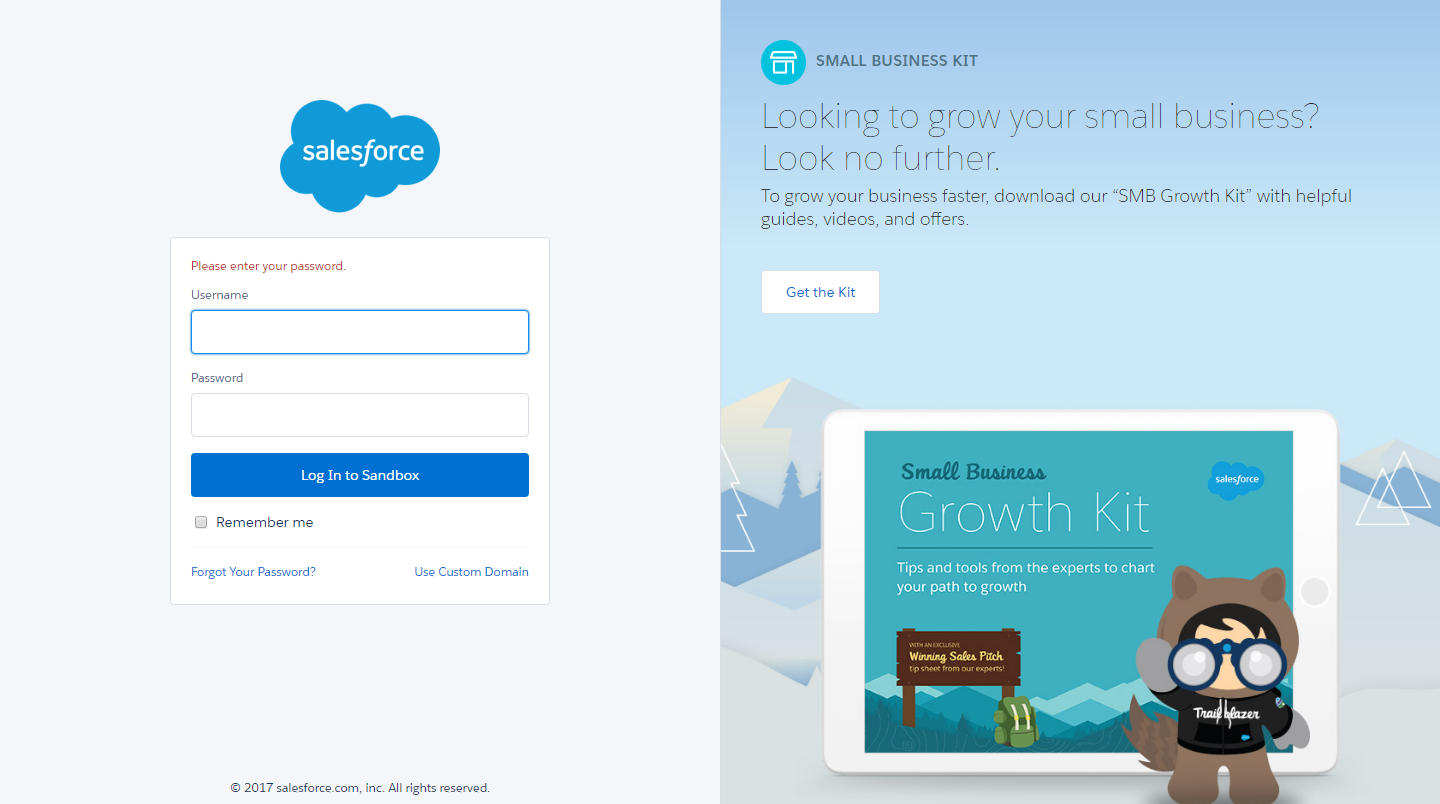 salesforce
Please enter your password.
Username
Password
Log In to Sandbox
Remember me
Forgot Your Password?
Use Custom Domain
© 2017 salesforce.com, inc. All rights reserved.
SMALL BUSINESS KIT
Looking to grow your small business?
Look no further.
To grow your business faster, download our “SMB Growth Kit” with helpful
guides, videos, and offers.
Get the Kit
Small Business
salesforce
Growth Kit
Tips and tools from the experts to chart
your path to growth
WITH AN EXCLUSIVE
Winning Sales Pitch
tip sheet from our experts!
Trailblazer